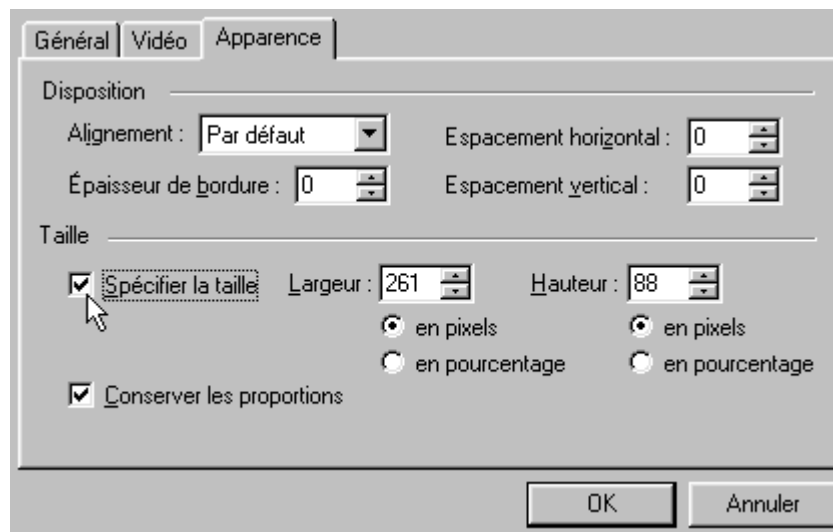 Général Vidéo Apparence
Disposition
Alignement : Par défaut Espacement horizontal : 0
Épaisseur de bordure : 0 Espacement vertical : 0
Taille
Spécifier la taille Largeur : 261 Hauteur : 88
en pixels en pixels
en pourcentage en pourcentage
Conserver les proportions
OK Annuler